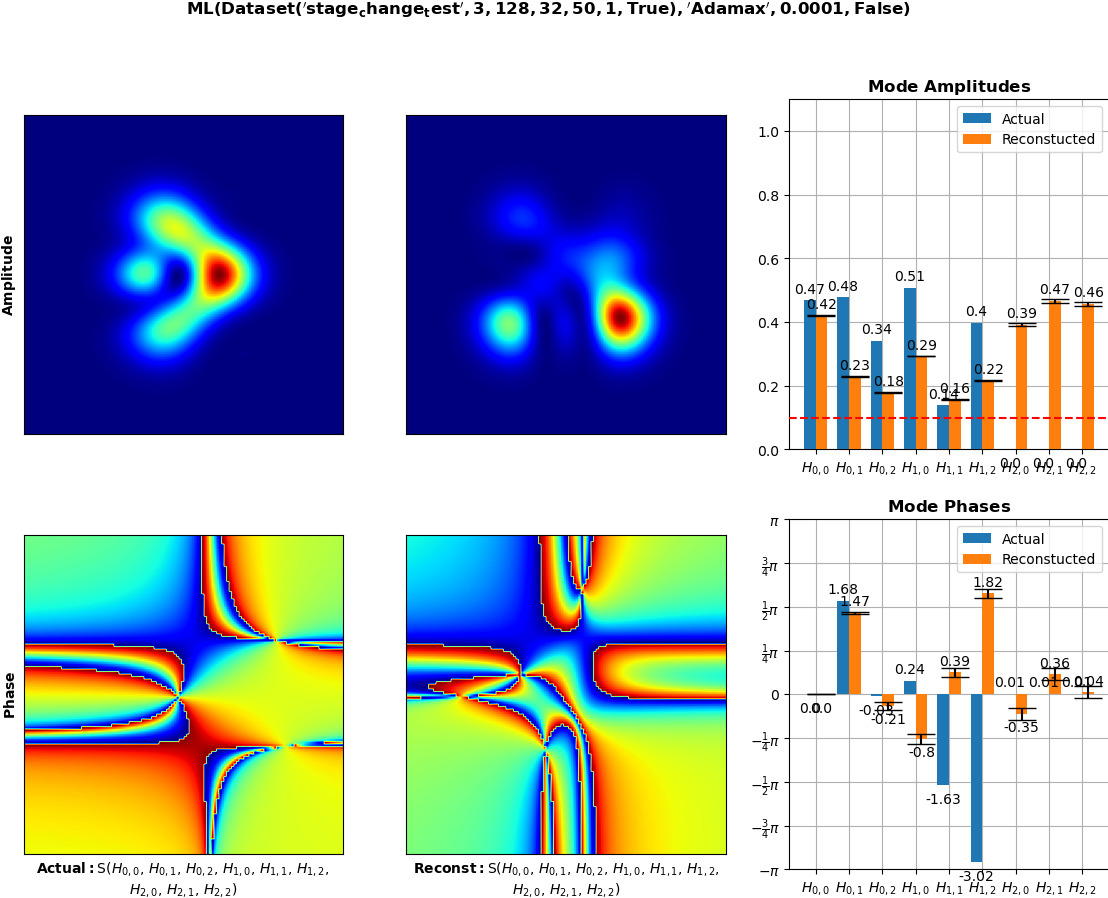 ML(Dataset('stage_change_test', 3, 128, 32, 50, 1, True), 'Adamax', 0.0001, False)
Amplitude
Mode Amplitudes
Actual
Reconstucted
1.0
0.8
0.6
0.4
0.2
0.0
0.47
0.42
0.48
0.23
0.34
0.18
0.51
0.29
0.14
0.16
0.4
0.22
0.0
0.39
0.0
0.47
0.0
0.46
H0,0 H0,1 H0,2 H1,0 H1,1 H1,2 H2,0 H2,1 H2,2
Phase
Mode Phases
Actual
Reconstucted
π
3/4π
1/2π
1/4π
0
−1/4π
−1/2π
−3/4π
−π
0.0
0.0
1.68
1.47
-0.03
-0.21
0.24
-0.8
-1.63
0.39
-3.02
1.82
0.01
-0.35
0.01
0.36
0.04
H0,0 H0,1 H0,2 H1,0 H1,1 H1,2 H2,0 H2,1 H2,2
Actual: S(H0,0, H0,1, H0,2, H1,0, H1,1, H1,2,
H2,0, H2,1, H2,2)
Reconst: S(H0,0, H0,1, H0,2, H1,0, H1,1, H1,2,
H2,0, H2,1, H2,2)